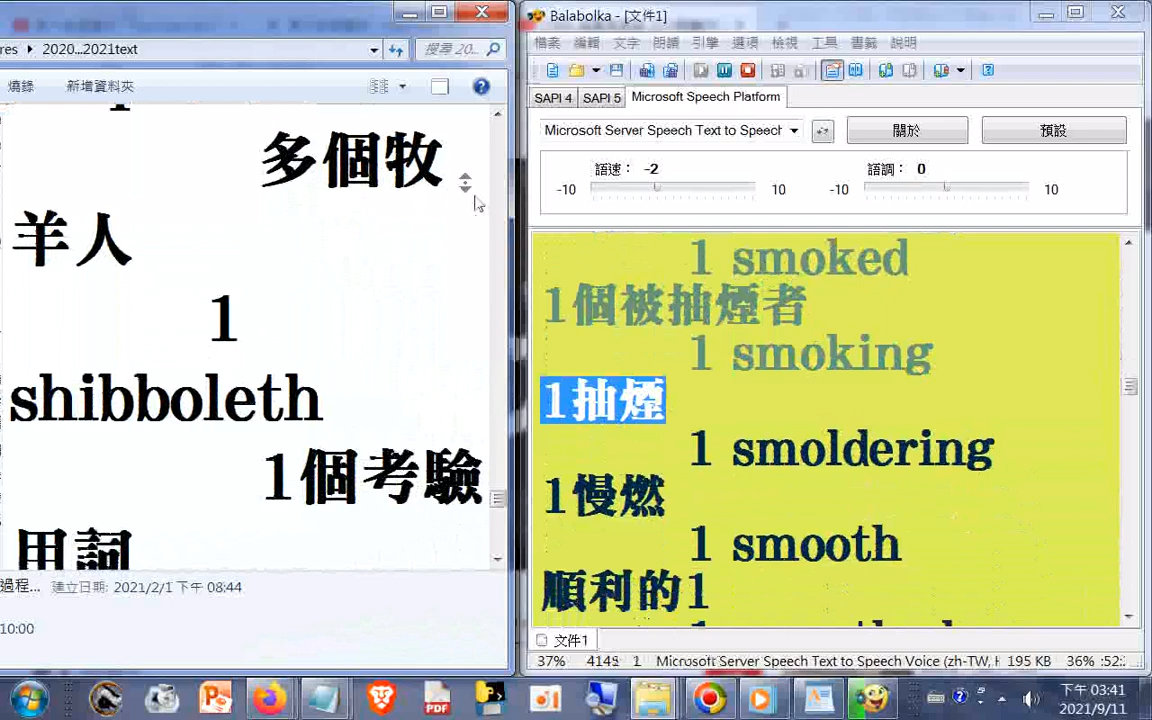 res ▸ 2020...2021text
搜尋 20...
燒錄 新增資料夾
多個牧
羊人
1
shibboleth
1個考驗
用詞
過程... 建立日期: 2021/2/1 下午 08:44
10:00
Balabolka - [文件1]
檔案 編輯 文字 朗讀 引擎 選項 檢視 工具 書籤 說明
SAPI 4 SAPI 5 Microsoft Speech Platform
Microsoft Server Speech Text to Speech
關於 預設
語速: -2 語調: 0
-10 10 -10 10
1 smoked
1個被抽煙者
1 smoking
1抽煙
1 smoldering
1慢燃
1 smooth
順利的1
文件1
37% 4145 1 Microsoft Server Speech Text to Speech Voice (zh-TW, H 195 KB 36% :52:
PDF
下午 03:41
2021/9/11